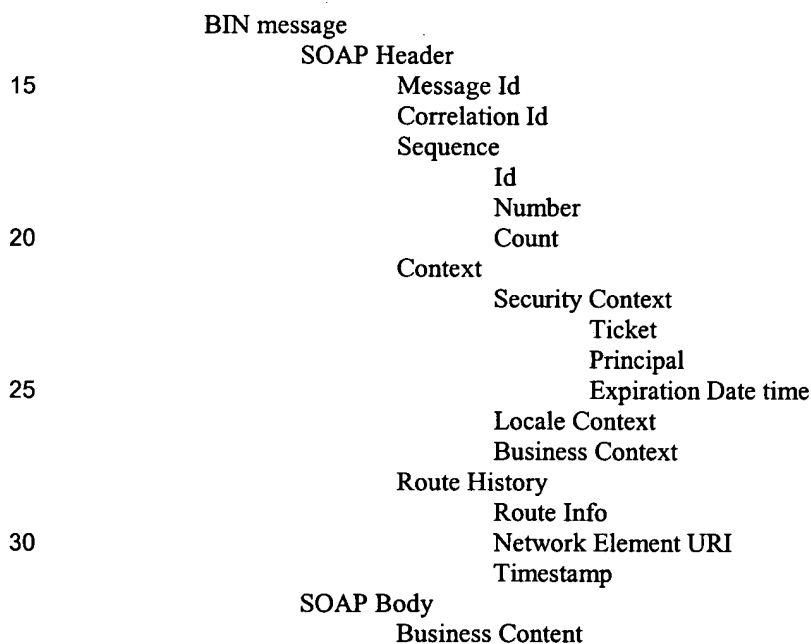 BIN message
SOAP Header
15 Message Id
Correlation Id
Sequence
Id
Number
20 Count
Context
Security Context
Ticket
Principal
25 Expiration Date time
Locale Context
Business Context
Route History
Route Info
30 Network Element URI
Timestamp
SOAP Body
Business Content